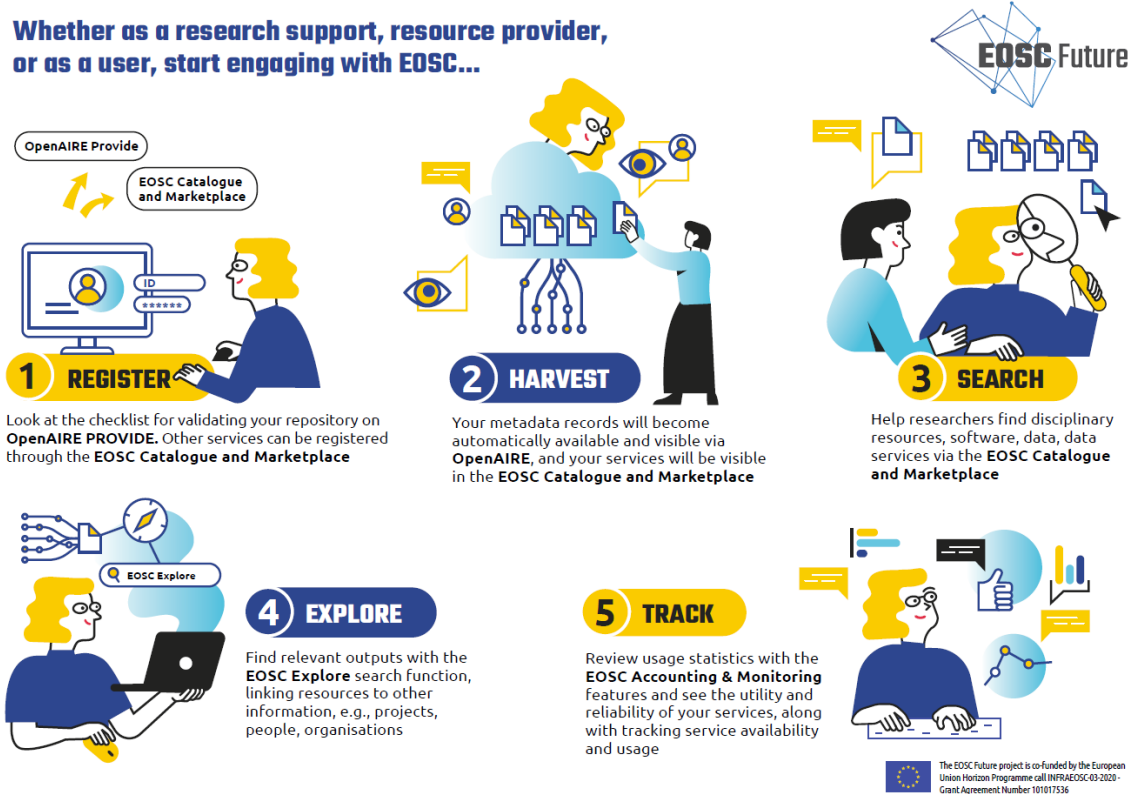 Whether as a research support, resource provider,
or as a user, start engaging with EOSC...
EOSC Future
OpenAIRE Provide
EOSC Catalogue
and Marketplace
ID
******
1 REGISTER
Look at the checklist for validating your repository on
OpenAIRE PROVIDE. Other services can be registered
through the EOSC Catalogue and Marketplace
2 HARVEST
Your metadata records will become
automatically available and visible via
OpenAIRE, and your services will be visible
in the EOSC Catalogue and Marketplace
3 SEARCH
Help researchers find disciplinary
resources, software, data, data
services via the EOSC Catalogue
and Marketplace
EOSC Explore
4 EXPLORE
Find relevant outputs with the
EOSC Explore search function,
linking resources to other
information, e.g., projects,
people, organisations
5 TRACK
Review usage statistics with the
EOSC Accounting & Monitoring
features and see the utility and
reliability of your services, along
with tracking service availability
and usage
The EOSC Future project is co-funded by the European
Union Horizon Programme call INFRAEOSC-03-2020 -
Grant Agreement Number 101017536